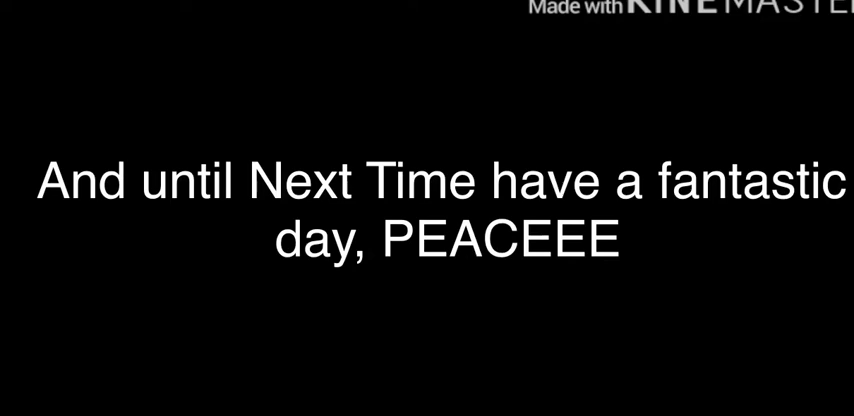 Made with KINEMASTER
And until Next Time have a fantastic
day, PEACEEE